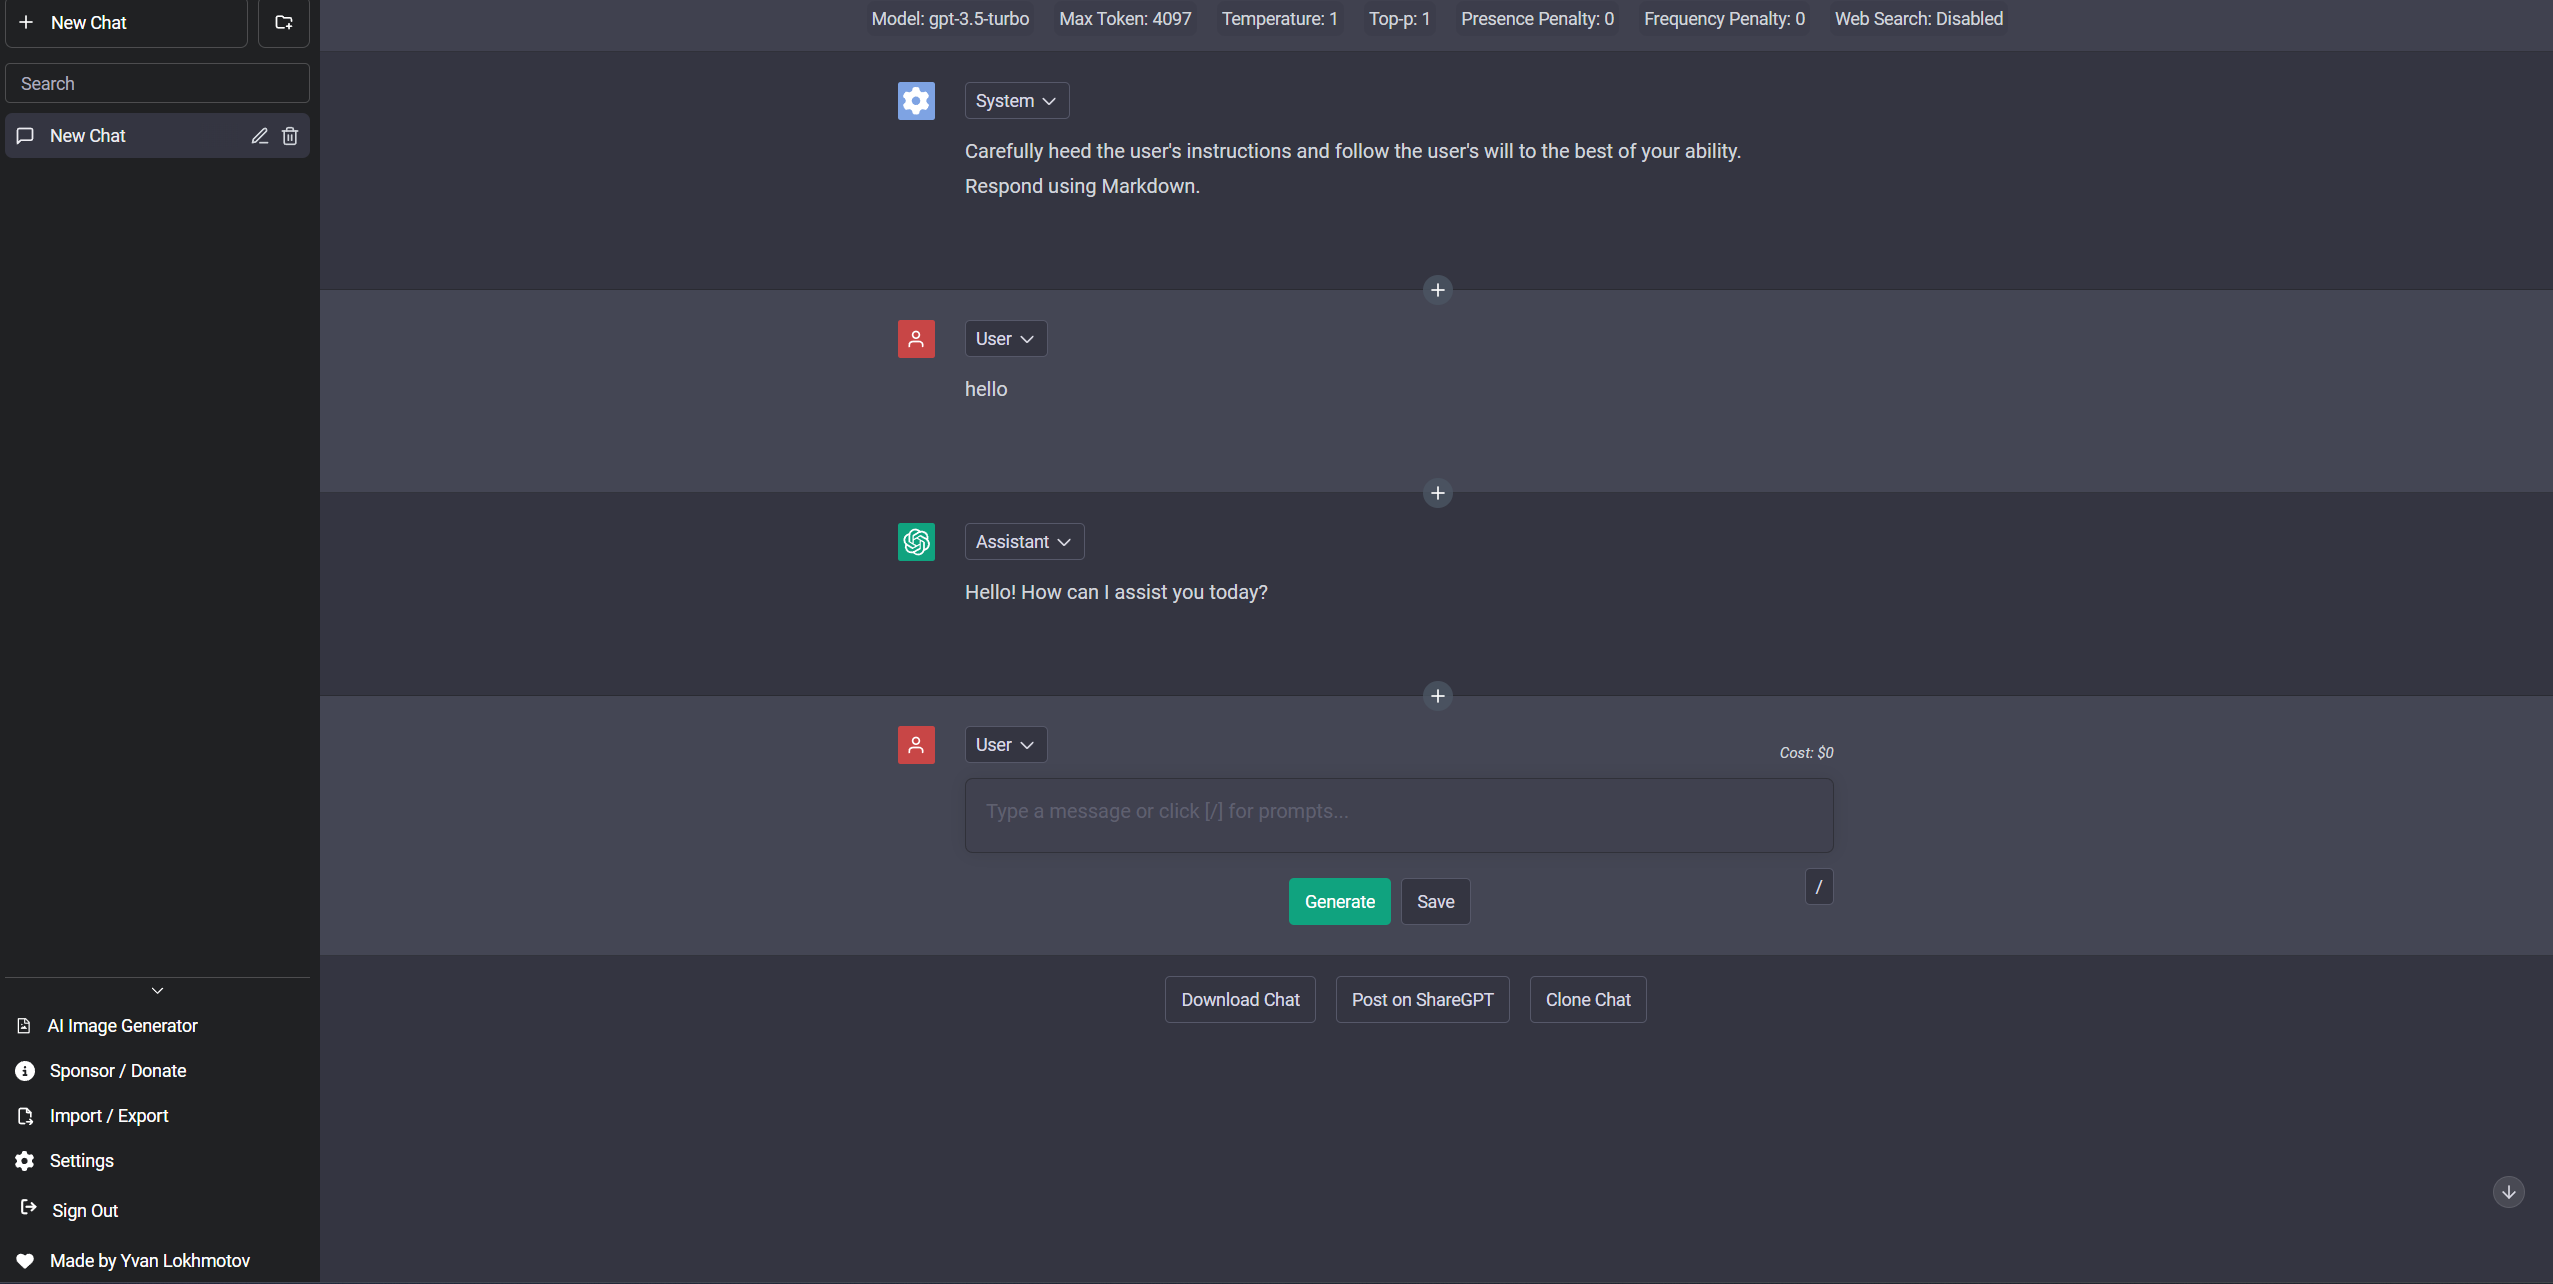 New Chat
Search
New Chat
AI Image Generator
Sponsor / Donate
Import / Export
Settings
Sign Out
Made by Yvan Lokhmotov
Model: gpt-3.5-turbo Max Token: 4097 Temperature: 1 Top-p: 1 Presence Penalty: 0 Frequency Penalty: 0 Web Search: Disabled
System
Carefully heed the user's instructions and follow the user's will to the best of your ability.
Respond using Markdown.
User
hello
Assistant
Hello! How can I assist you today?
User
Cost: $0
Type a message or click [/] for prompts...
/
Generate Save
Download Chat Post on ShareGPT Clone Chat